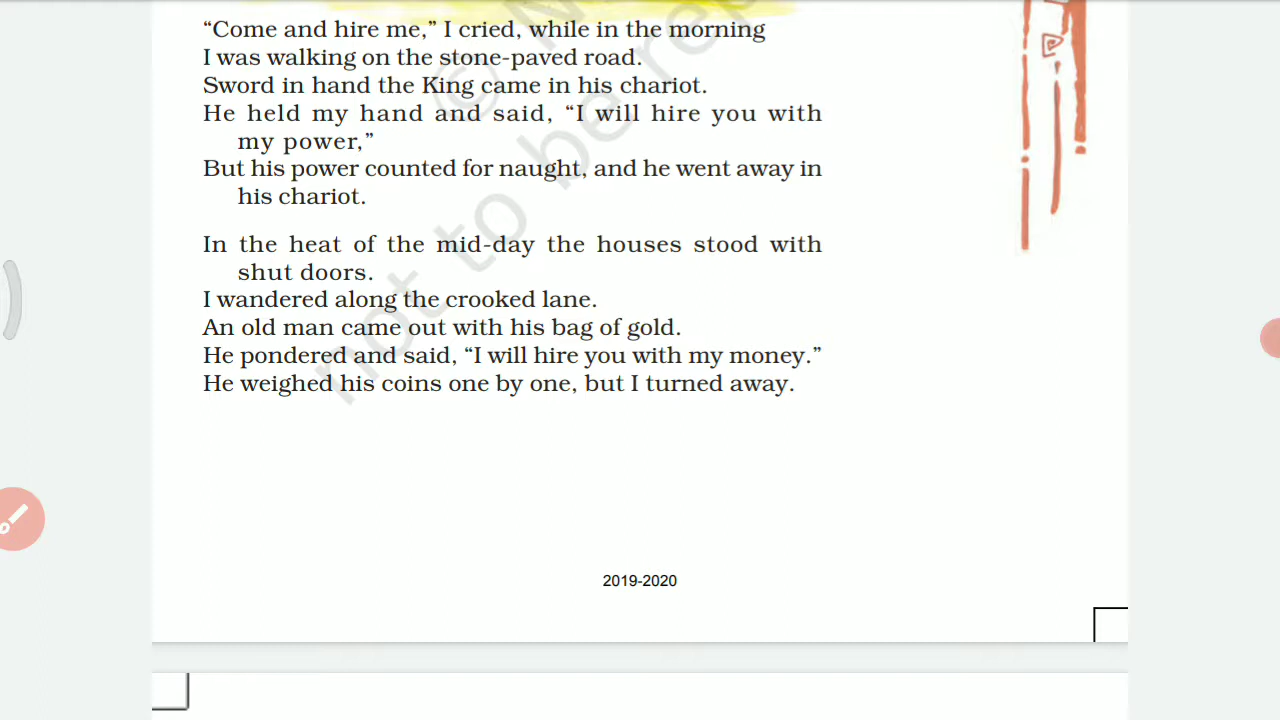 “Come and hire me,” I cried, while in the morning
I was walking on the stone-paved road.
Sword in hand the King came in his chariot.
He held my hand and said, “I will hire you with
my power,”
But his power counted for naught, and he went away in
his chariot.
In the heat of the mid-day the houses stood with
shut doors.
I wandered along the crooked lane.
An old man came out with his bag of gold.
He pondered and said, “I will hire you with my money.”
He weighed his coins one by one, but I turned away.
© N
not to be rep
2019-2020